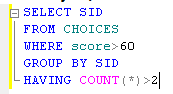 SELECT SID
FROM CHOICES
WHERE score>60
GROUP BY SID
HAVING COUNT(*)>2